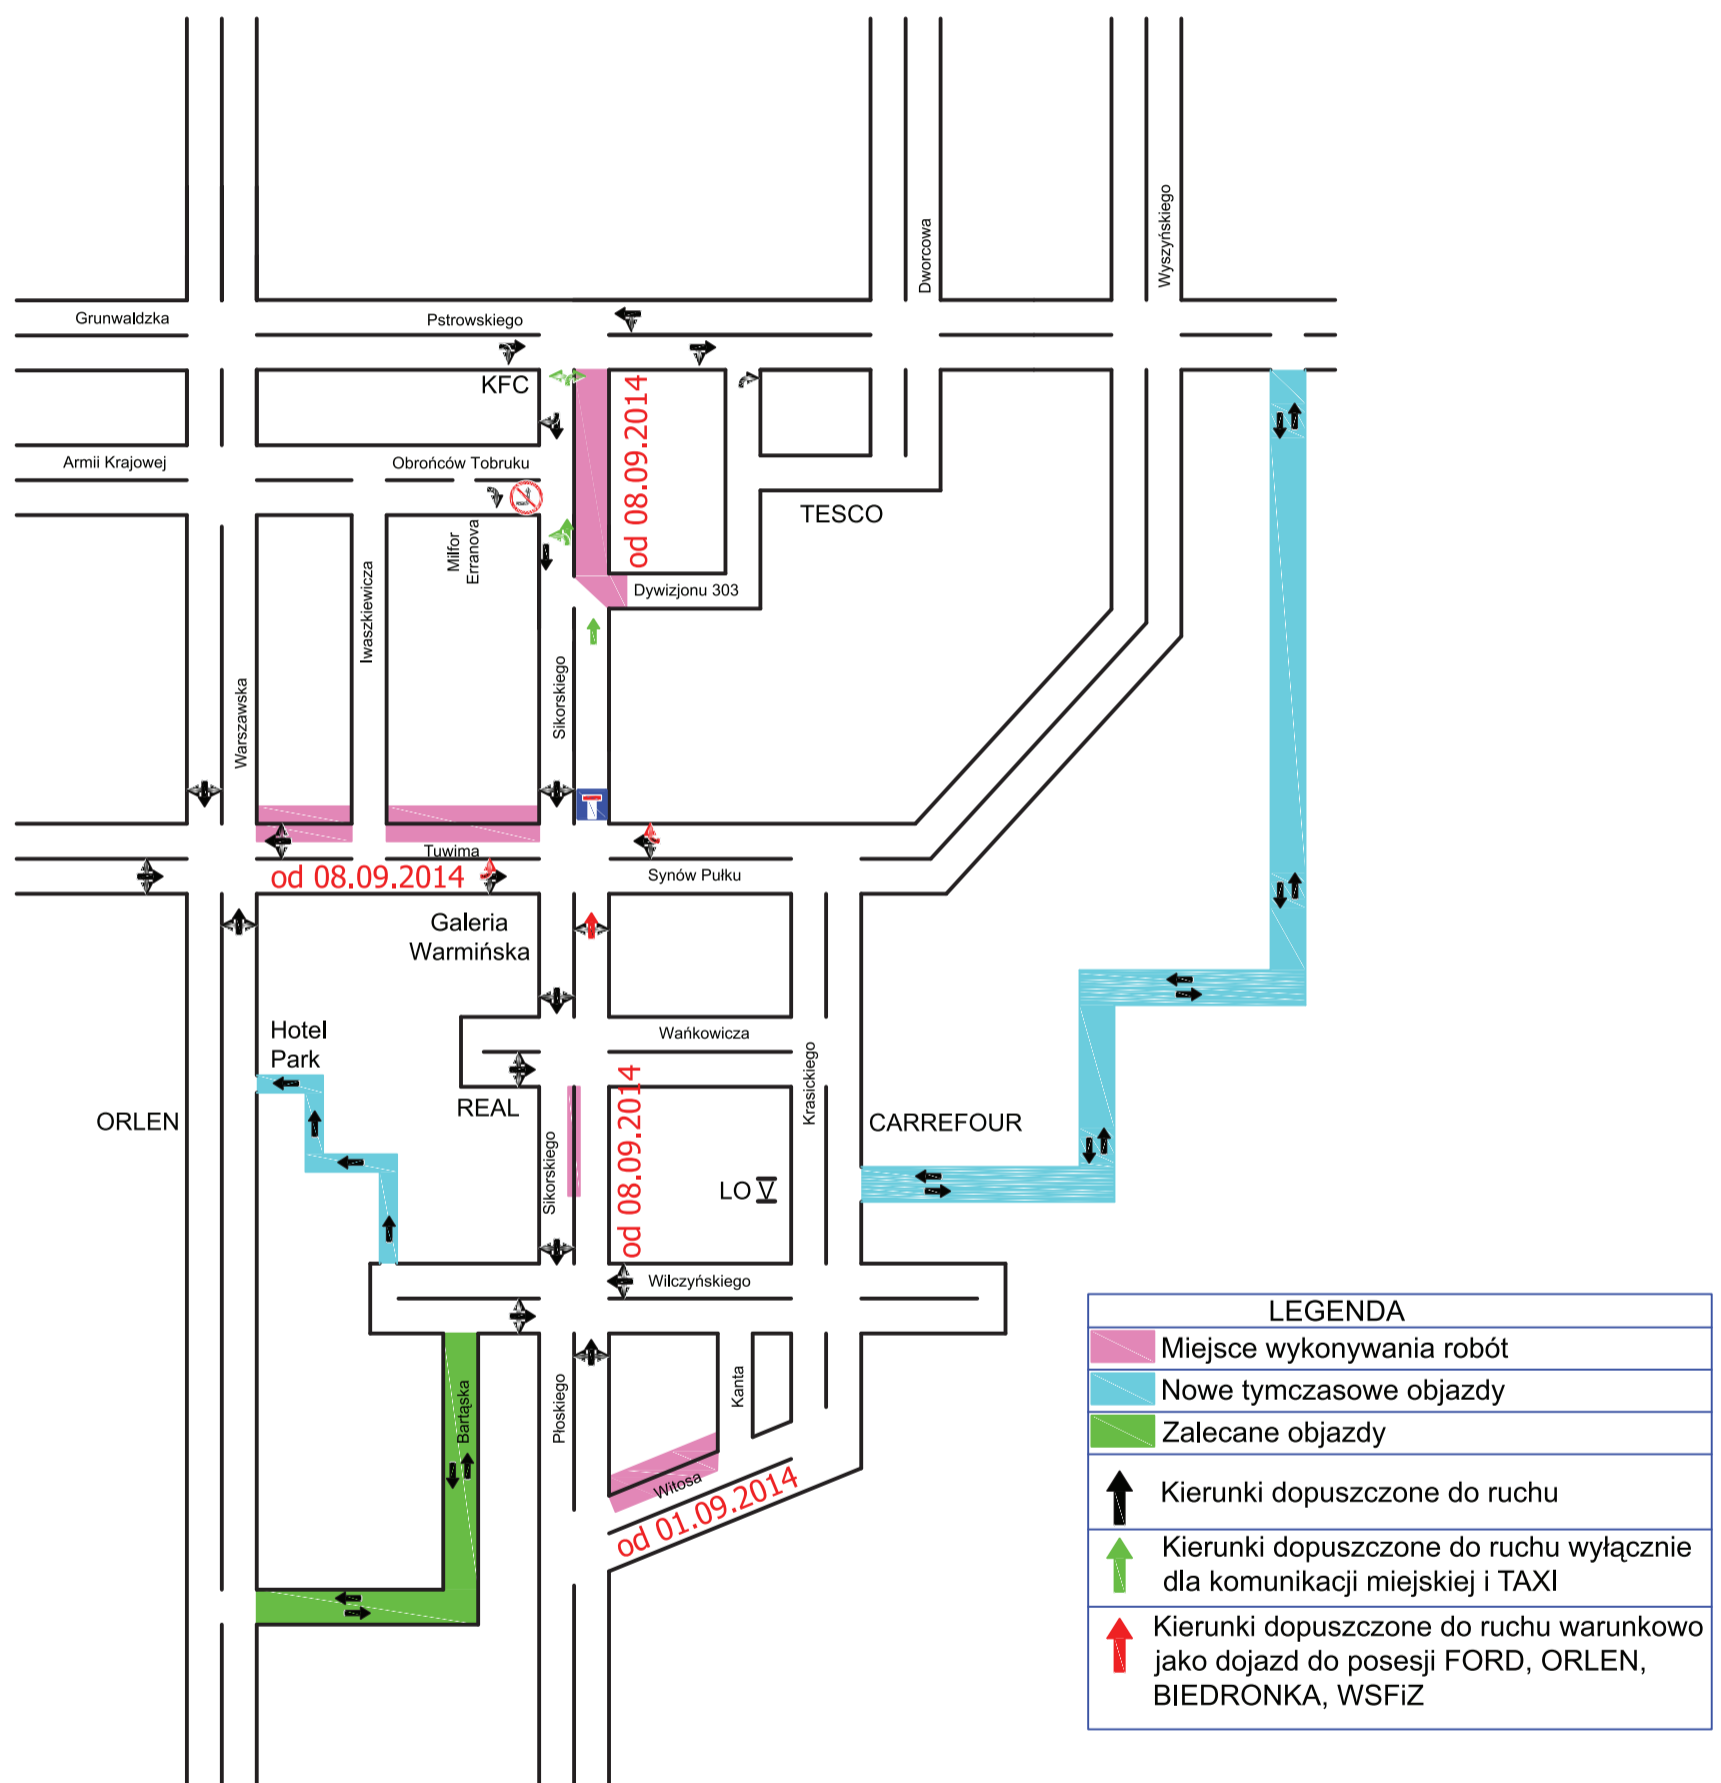 Dworcowa
Wyszyńskiego
Grunwaldzka
Pstrowskiego
KFC
od 08.09.2014
Armii Krajowej
Obrońców Tobruku
TESCO
Milfor
Erranova
Dywizjonu 303
Iwaszkiewicza
Sikorskiego
Warszawska
Tuwima
od 08.09.2014
Synów Pułku
Galeria
Warmińska
Hotel
Park
Wańkowicza
Krasickiego
ORLEN
REAL
CARREFOUR
Sikorskiego
od 08.09.2014
LO V
Wilczyńskiego
Bartąska
Płoskiego
Kanta
Witosa
od 01.09.2014
LEGENDA
Miejsce wykonywania robót
Nowe tymczasowe objazdy
Zalecane objazdy
Kierunki dopuszczone do ruchu
Kierunki dopuszczone do ruchu wyłącznie
dla komunikacji miejskiej i TAXI
Kierunki dopuszczone do ruchu warunkowo
jako dojazd do posesji FORD, ORLEN,
BIEDRONKA, WSFiZ